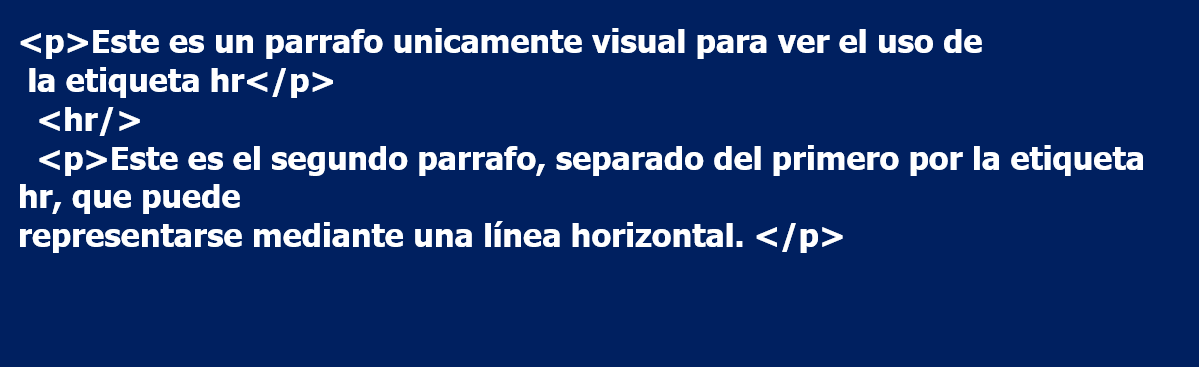 <p>Este es un parrafo unicamente visual para ver el uso de
la etiqueta hr</p>
<hr/>
<p>Este es el segundo parrafo, separado del primero por la etiqueta
hr, que puede
representarse mediante una línea horizontal. </p>